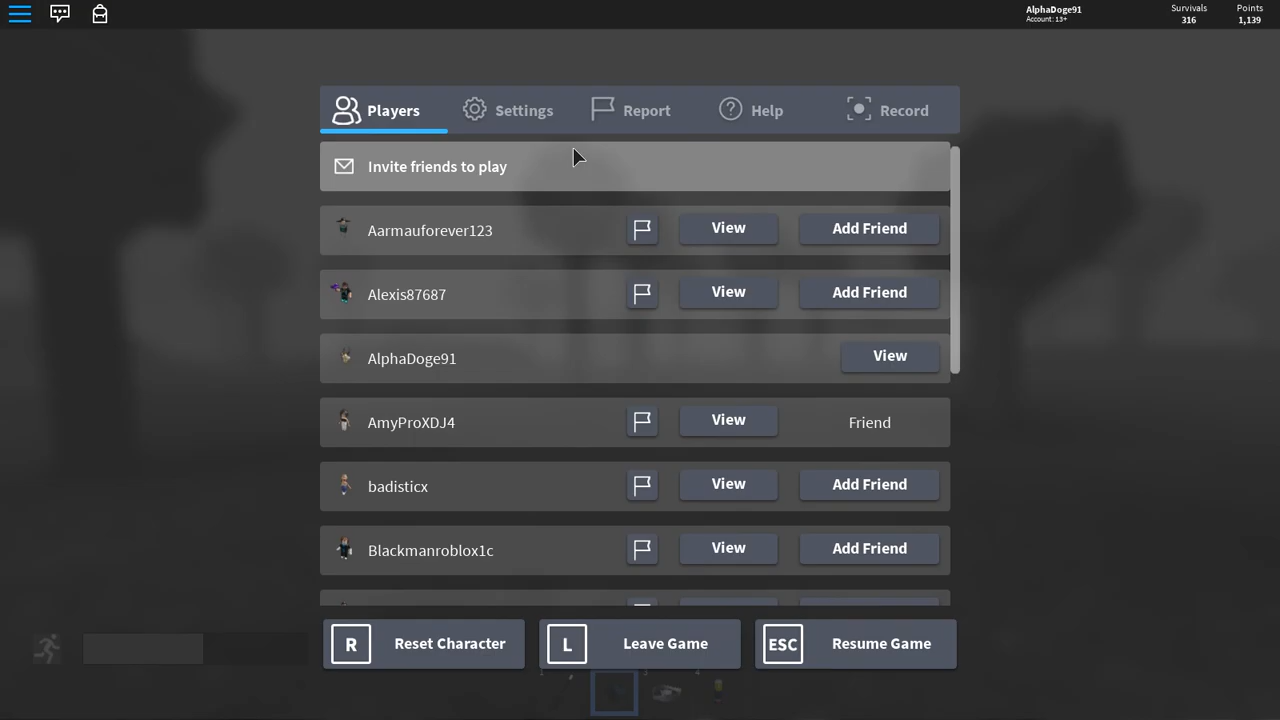 AlphaDoge91
Account: 13+
Survivals
316
Points
1,139
Players
Settings
Report
Help
Record
Invite friends to play
Aarmauforever123
View
Add Friend
Alexis87687
View
Add Friend
AlphaDoge91
View
AmyProXDJ4
View
Friend
badisticx
View
Add Friend
Blackmanroblox1c
View
Add Friend
R
Reset Character
L
Leave Game
ESC
Resume Game
1
4